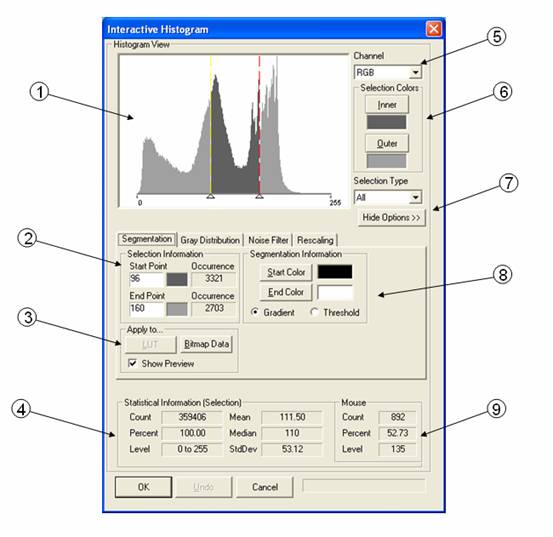 Interactive Histogram
Histogram View
Channel
RGB
Selection Colors
Inner
Outer
Selection Type
All
Hide Options >>
0
255
Segmentation Gray Distribution Noise Filter Rescaling
Selection Information
Start Point Occurrence
96 3321
End Point Occurrence
160 2703
Segmentation Information
Start Color
End Color
Gradient Threshold
Apply to...
LUT Bitmap Data
Show Preview
Statistical Information (Selection)
Count 359406 Mean 111.50
Percent 100.00 Median 110
Level 0 to 255 StdDev 53.12
Mouse
Count 892
Percent 52.73
Level 135
OK Undo Cancel
1
2
3
4
5
6
7
8
9